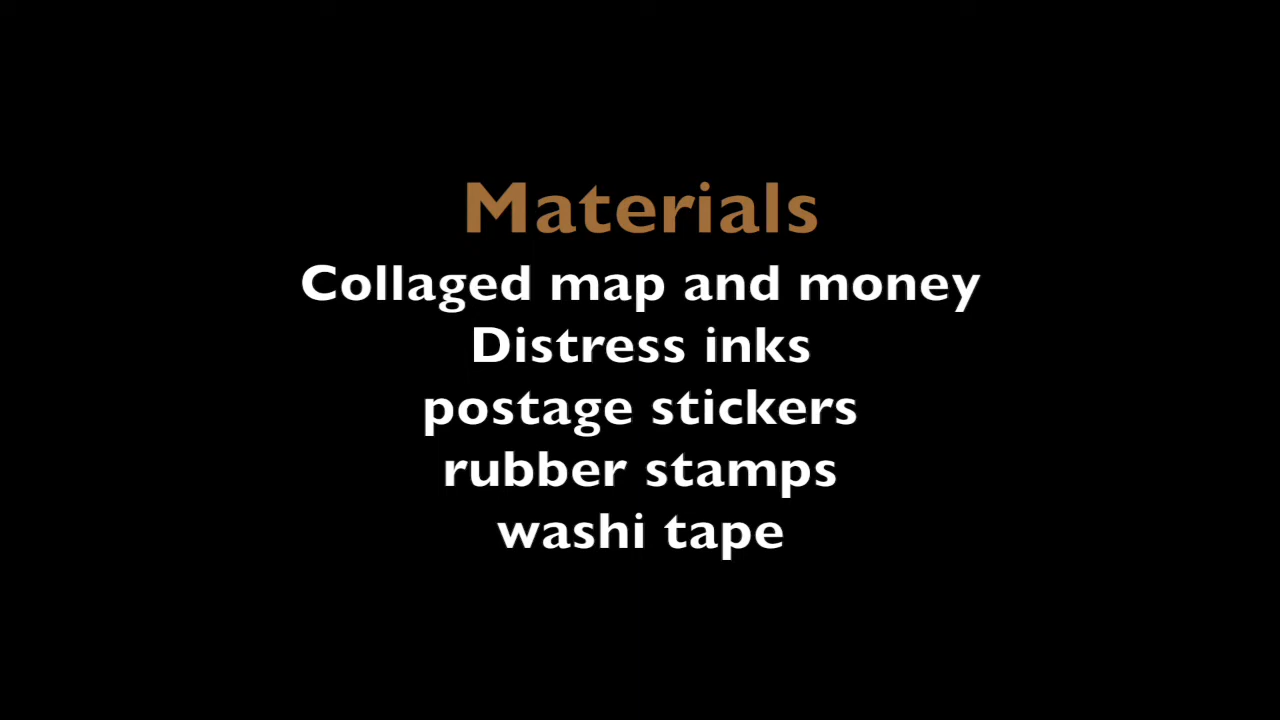 Materials
Collaged map and money
Distress inks
postage stickers
rubber stamps
washi tape